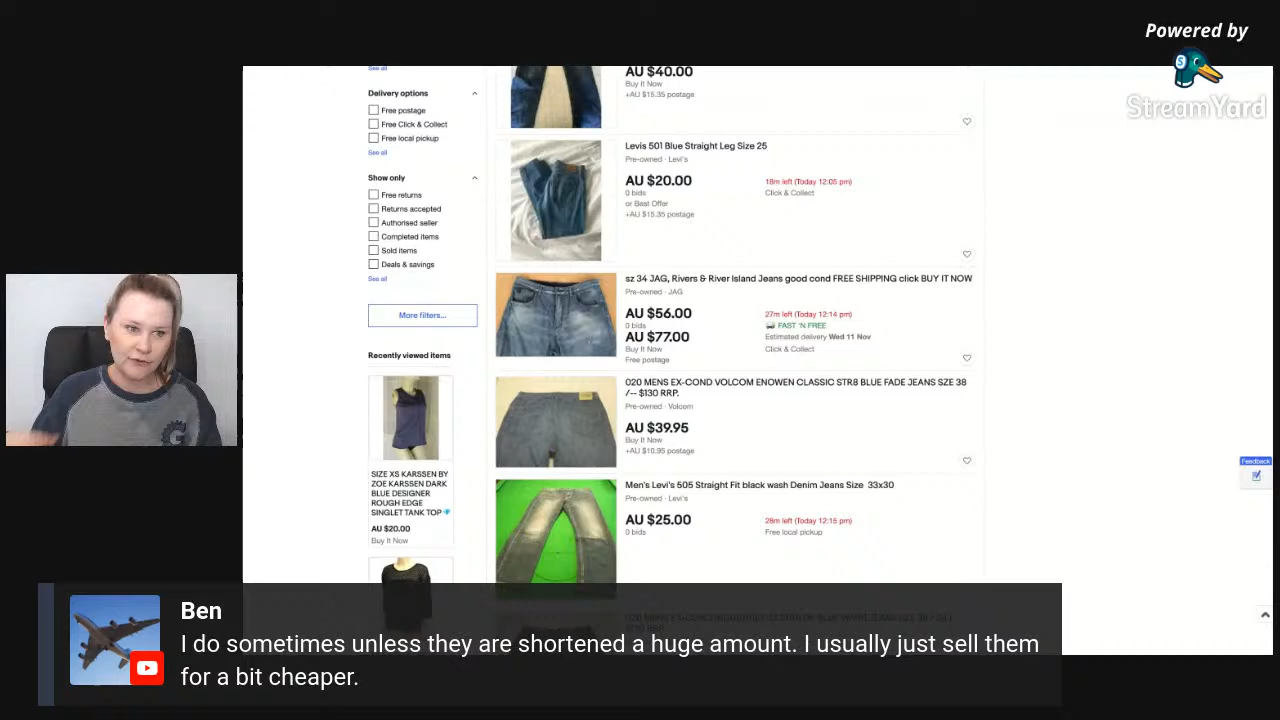 Powered by
StreamYard
See all
Delivery options
Free postage
Free Click & Collect
Free local pickup
See all
Show only
Free returns
Returns accepted
Authorised seller
Completed items
Sold items
Deals & savings
See all
More filters...
Recently viewed items
SIZE XS KARSSEN BY
ZOE KARSSEN DARK
BLUE DESIGNER
ROUGH EDGE
SINGLET TANK TOP
AU $20.00
Buy It Now
AU $40.00
Buy It Now
+AU $15.35 postage
Levis 501 Blue Straight Leg Size 25
Pre-owned · Levi's
AU $20.00
0 bids
or Best Offer
+AU $15.35 postage
18m left (Today 12:05 pm)
Click & Collect
sz 34 JAG, Rivers & River Island Jeans good cond FREE SHIPPING click BUY IT NOW
Pre-owned · JAG
AU $56.00
0 bids
AU $77.00
Buy It Now
Free postage
27m left (Today 12:14 pm)
FAST 'N FREE
Estimated delivery Wed 11 Nov
Click & Collect
020 MENS EX-COND VOLCOM ENOWEN CLASSIC STR8 BLUE FADE JEANS SZE 38
/-- $130 RRP.
Pre-owned · Volcom
AU $39.95
Buy It Now
+AU $10.95 postage
Men's Levi's 505 Straight Fit black wash Denim Jeans Size 33x30
Pre-owned · Levi's
AU $25.00
0 bids
28m left (Today 12:15 pm)
Free local pickup
Feedback
Ben
I do sometimes unless they are shortened a huge amount. I usually just sell them
for a bit cheaper.